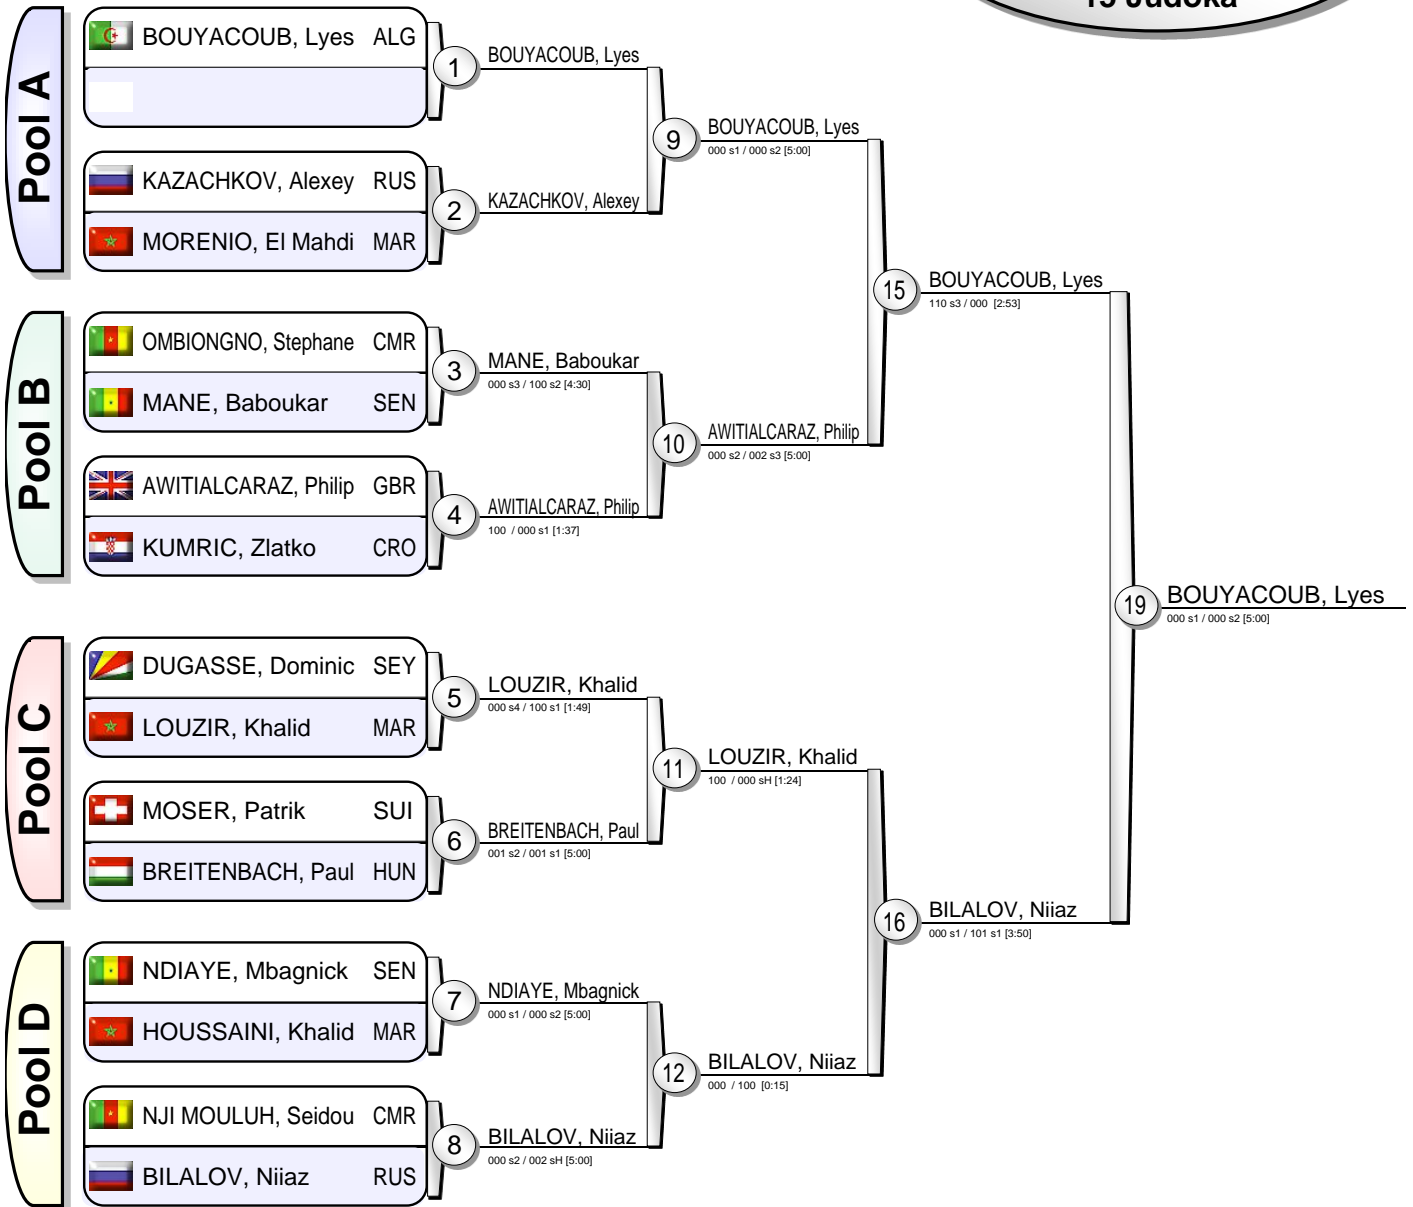 15 Judoka
Pool A
BOUYACOUB, Lyes ALG
1
BOUYACOUB, Lyes
KAZACHKOV, Alexey RUS
MORENIO, El Mahdi MAR
2
KAZACHKOV, Alexey
9
BOUYACOUB, Lyes
000 s1 / 000 s2 [5:00]
Pool B
OMBIONGNO, Stephane CMR
MANE, Baboukar SEN
3
MANE, Baboukar
000 s3 / 100 s2 [4:30]
AWITIALCARAZ, Philip GBR
KUMRIC, Zlatko CRO
4
AWITIALCARAZ, Philip
100 / 000 s1 [1:37]
10
AWITIALCARAZ, Philip
000 s2 / 002 s3 [5:00]
15
BOUYACOUB, Lyes
110 s3 / 000 [2:53]
Pool C
DUGASSE, Dominic SEY
LOUZIR, Khalid MAR
5
LOUZIR, Khalid
000 s4 / 100 s1 [1:49]
MOSER, Patrik SUI
BREITENBACH, Paul HUN
6
BREITENBACH, Paul
001 s2 / 001 s1 [5:00]
11
LOUZIR, Khalid
100 / 000 sH [1:24]
Pool D
NDIAYE, Mbagnick SEN
HOUSSAINI, Khalid MAR
7
NDIAYE, Mbagnick
000 s1 / 000 s2 [5:00]
NJI MOULUH, Seidou CMR
BILALOV, Niiaz RUS
8
BILALOV, Niiaz
000 s2 / 002 sH [5:00]
12
BILALOV, Niiaz
000 / 100 [0:15]
16
BILALOV, Niiaz
000 s1 / 101 s1 [3:50]
19
BOUYACOUB, Lyes
000 s1 / 000 s2 [5:00]